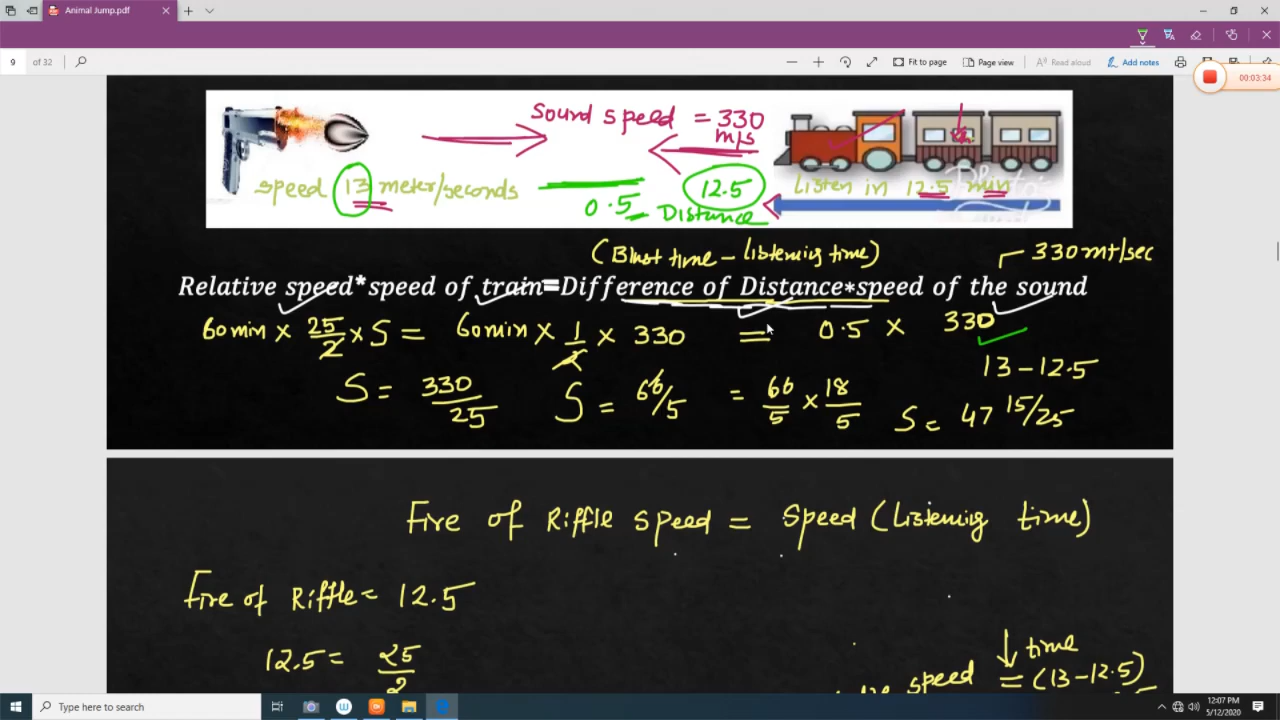 Animal Jump.pdf
9 of 32
Fit to page
Page view
Read aloud
Add notes
00:03:34
Sound speed = 330 m/s
speed 13 meter/seconds
0.5
12.5
Distance
Listen in 12.5 min
(Blast time - listening time)
330 mt/sec
Relative speed*speed of train=Difference of Distance*speed of the sound
60 min × 25/2 × S = 60 min × 1/2 × 330 = 0.5 × 330
13 - 12.5
S = 330/25 S = 66/5 = 66/5 × 18/5 S = 47 15/25
Fire of Riffle speed = Speed (Listening time)
Fire of Riffle = 12.5
12.5 = 25/2
time
speed = (13 - 12.5)
Type here to search
12:07 PM
5/12/2020